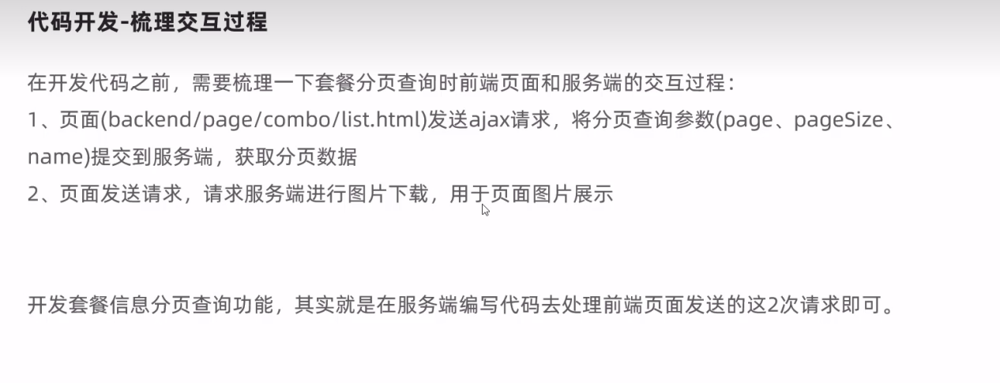 代码开发-梳理交互过程
在开发代码之前，需要梳理一下套餐分页查询时前端页面和服务端的交互过程：
1、页面(backend/page/combo/list.html)发送ajax请求，将分页查询参数(page、pageSize、
name)提交到服务端，获取分页数据
2、页面发送请求，请求服务端进行图片下载，用于页面图片展示
开发套餐信息分页查询功能，其实就是在服务端编写代码去处理前端页面发送的这2次请求即可。